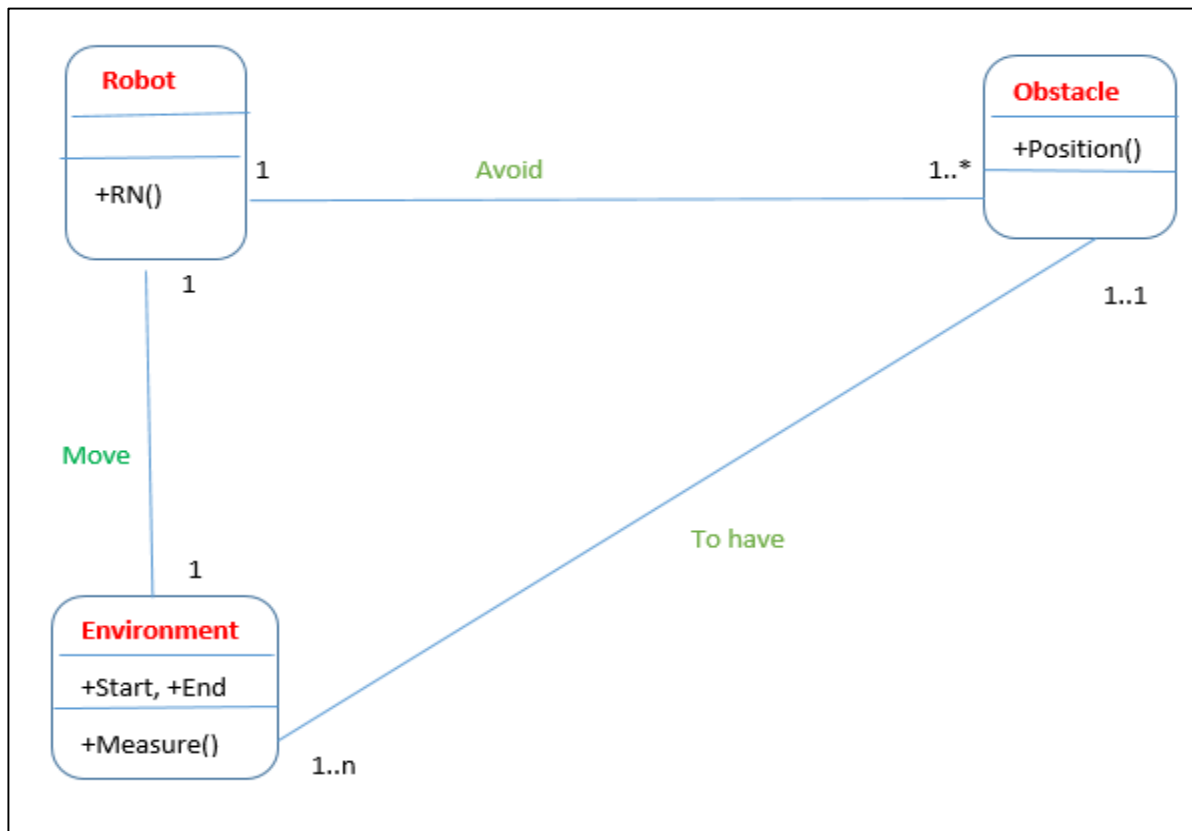 Robot
+RN()
1
Avoid
1..*
Obstacle
+Position()
1
1..1
Move
To have
1
Environment
+Start, +End
+Measure()
1..n